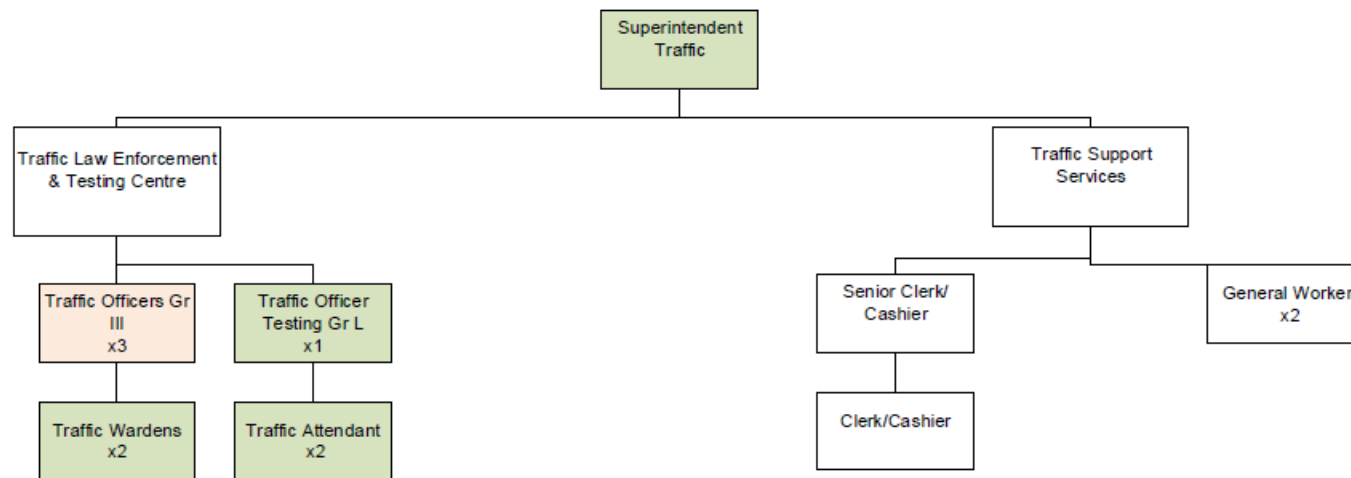 Superintendent
Traffic
Traffic Law Enforcement
& Testing Centre
Traffic Support
Services
Traffic Officers Gr
III
x3
Traffic Officer
Testing Gr L
x1
Senior Clerk/
Cashier
General Worker
x2
Traffic Wardens
x2
Traffic Attendant
x2
Clerk/Cashier